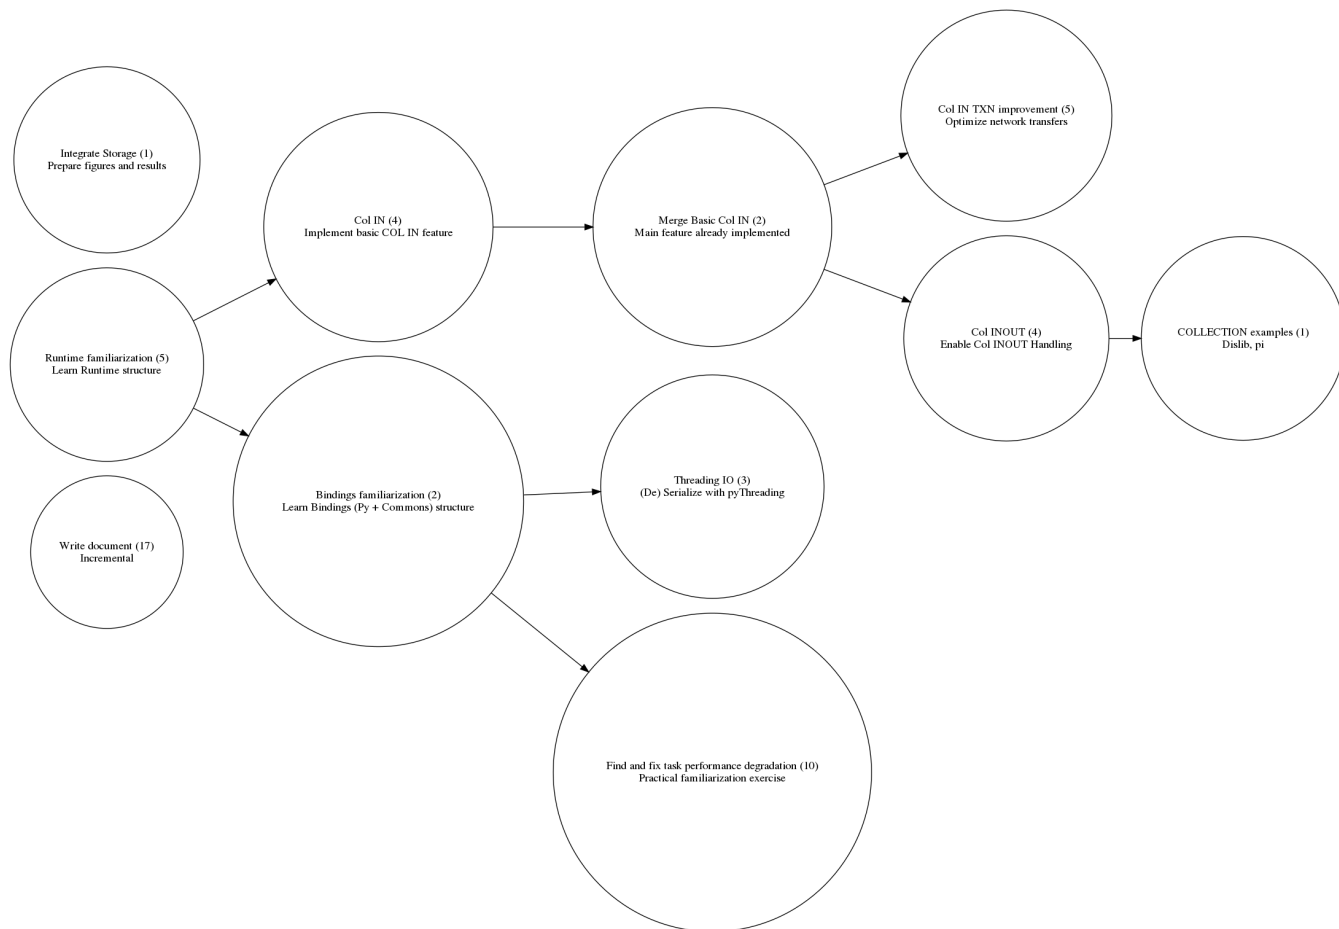 Integrate Storage (1)
Prepare figures and results
Runtime familiarization (5)
Learn Runtime structure
Write document (17)
Incremental
Col IN (4)
Implement basic COL IN feature
Bindings familiarization (2)
Learn Bindings (Py + Commons) structure
Merge Basic Col IN (2)
Main feature already implemented
Threading IO (3)
(De) Serialize with pyThreading
Find and fix task performance degradation (10)
Practical familiarization exercise
Col IN TXN improvement (5)
Optimize network transfers
Col INOUT (4)
Enable Col INOUT Handling
COLLECTION examples (1)
Dislib, pi